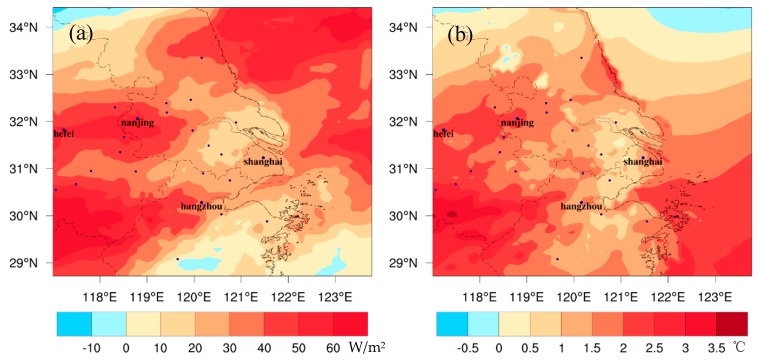 (a) (b)
34°N 34°N
33°N 33°N
32°N 32°N
31°N 31°N
30°N 30°N
29°N 29°N
hefei nanjing hefei nanjing
shanghai shanghai
hangzhou hangzhou
118°E 119°E 120°E 121°E 122°E 123°E 118°E 119°E 120°E 121°E 122°E 123°E
-10 0 10 20 30 40 50 60 W/m² -0.5 0 0.5 1 1.5 2 2.5 3 3.5 ℃